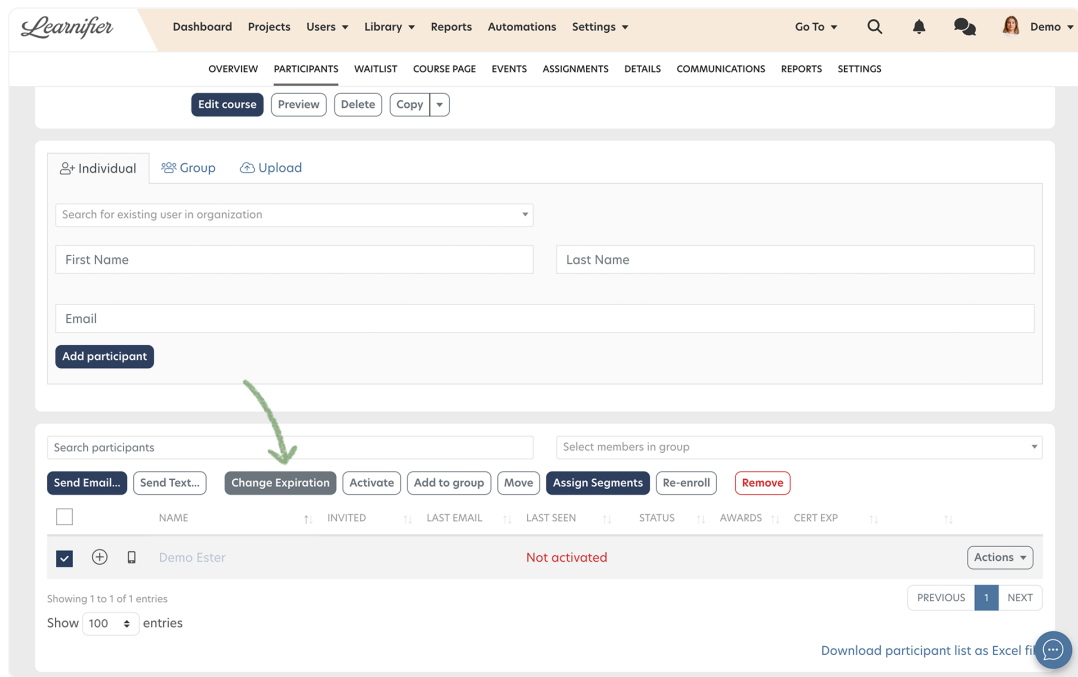 Learnifier Dashboard Projects Users Library Reports Automations Settings Go To Demo
OVERVIEW PARTICIPANTS WAITLIST COURSE PAGE EVENTS ASSIGNMENTS DETAILS COMMUNICATIONS REPORTS SETTINGS
Edit course Preview Delete Copy
Individual Group Upload
Search for existing user in organization
First Name Last Name
Email
Add participant
Search participants Select members in group
Send Email... Send Text... Change Expiration Activate Add to group Move Assign Segments Re-enroll Remove
NAME INVITED LAST EMAIL LAST SEEN STATUS AWARDS CERT EXP
Demo Ester Not activated Actions
Showing 1 to 1 of 1 entries PREVIOUS 1 NEXT
Show 100 entries
Download participant list as Excel